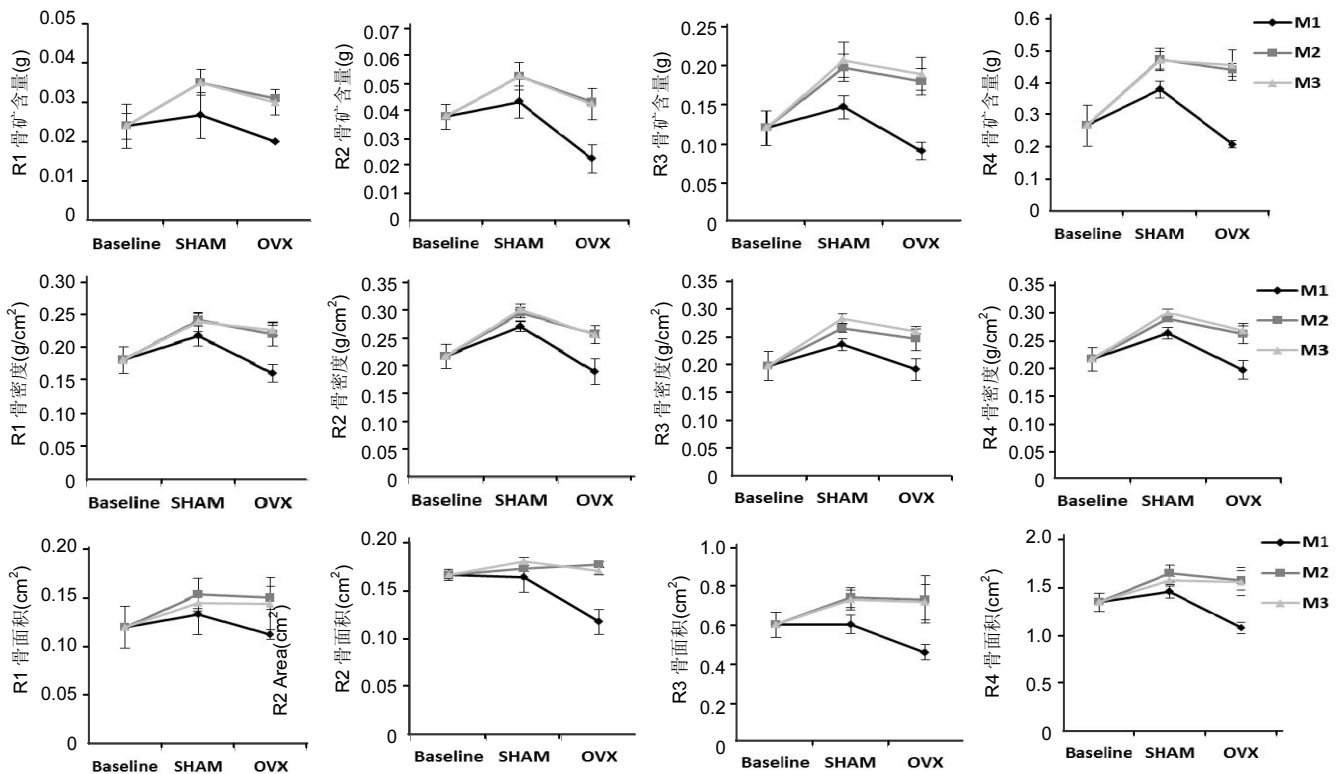 R1 骨矿含量(g)
0.05
0.04
0.03
0.02
0.01
0
Baseline SHAM OVX
R2 骨矿含量(g)
0.07
0.06
0.05
0.04
0.03
0.02
0.01
0
Baseline SHAM OVX
R3 骨矿含量(g)
0.25
0.20
0.15
0.10
0.05
0
Baseline SHAM OVX
R4 骨矿含量(g)
0.6
0.5
0.4
0.3
0.2
0.1
0
Baseline SHAM OVX
M1
M2
M3
R1 骨密度(g/cm²)
0.30
0.25
0.20
0.15
0.10
0.05
0
Baseline SHAM OVX
R2 骨密度(g/cm²)
0.35
0.30
0.25
0.20
0.15
0.10
0.05
0
Baseline SHAM OVX
R3 骨密度(g/cm²)
0.35
0.30
0.25
0.20
0.15
0.10
0.05
0
Baseline SHAM OVX
R4 骨密度(g/cm²)
0.35
0.30
0.25
0.20
0.15
0.10
0.05
0
Baseline SHAM OVX
M1
M2
M3
R1 骨面积(cm²)
0.20
0.15
0.10
0.05
0
Baseline SHAM OVX
R2 Area(cm²)
R2 骨面积(cm²)
0.20
0.15
0.10
0.05
0
Baseline SHAM OVX
R3 骨面积(cm²)
1.0
0.8
0.6
0.4
0.2
0
Baseline SHAM OVX
R4 骨面积(cm²)
2.0
1.5
1.0
0.5
0
Baseline SHAM OVX
M1
M2
M3